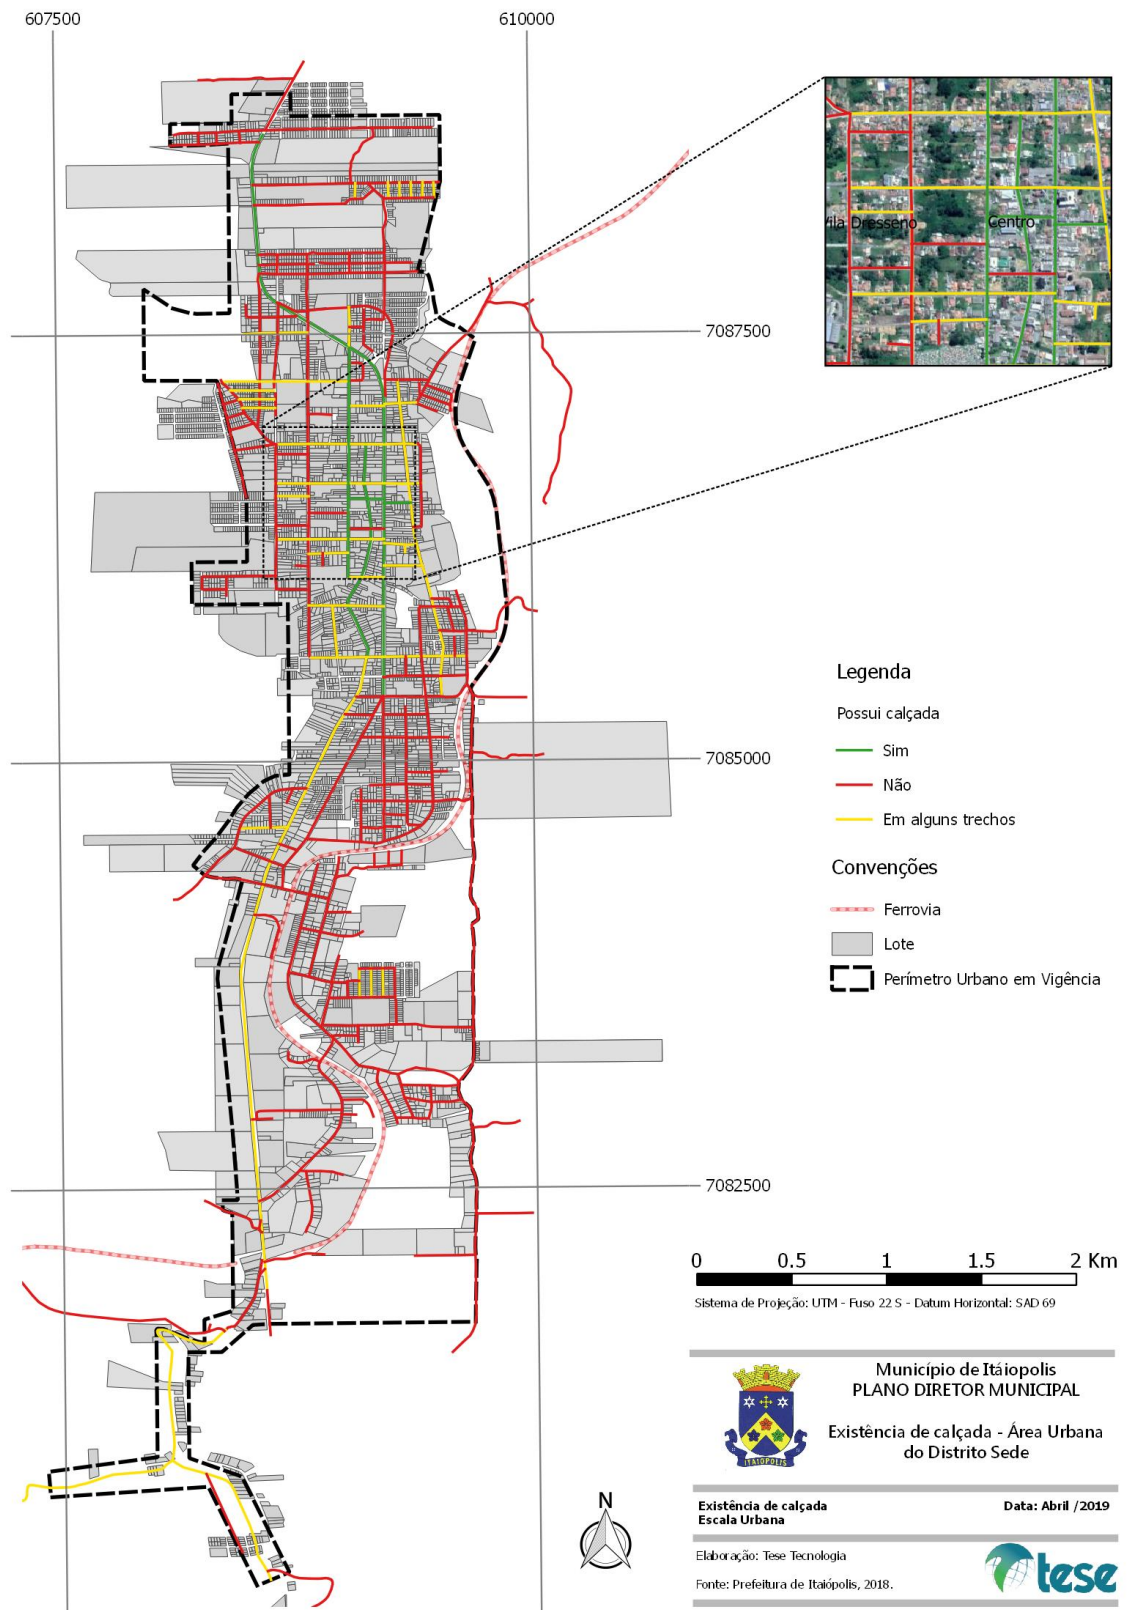 607500
610000
Vila Dresseno
Centro
7087500
Legenda
Possui calçada
Sim
Não
7085000
Em alguns trechos
Convenções
Ferrovia
Lote
Perímetro Urbano em Vigência
7082500
0 0.5 1 1.5 2 Km
Sistema de Projeção: UTM - Fuso 22 S - Datum Horizontal: SAD 69
Município de Itáiopolis
PLANO DIRETOR MUNICIPAL
Existência de calçada - Área Urbana
do Distrito Sede
ITAIOPOLIS
N
Existência de calçada
Escala Urbana
Data: Abril /2019
Elaboração: Tese Tecnologia
Fonte: Prefeitura de Itaiópolis, 2018.
tese